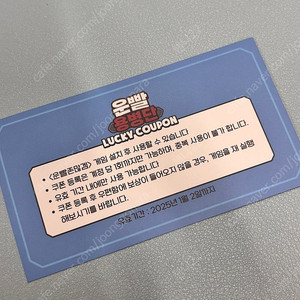 운빨
용병단
LUCKY COUPON
• <운빨존많겜> 게임 설치 후 사용할 수 있습니다
• 쿠폰 등록은 계정 당 1회까지만 가능하며, 중복 사용이 불가 합니다.
• 유효 기간 내에만 사용 가능합니다
• 쿠폰 등록 후 우편함에 보상이 들어오지 않을 경우, 게임을 재 실행
해보시기를 바랍니다.
유효기간 : 2025년 1월 2일까지